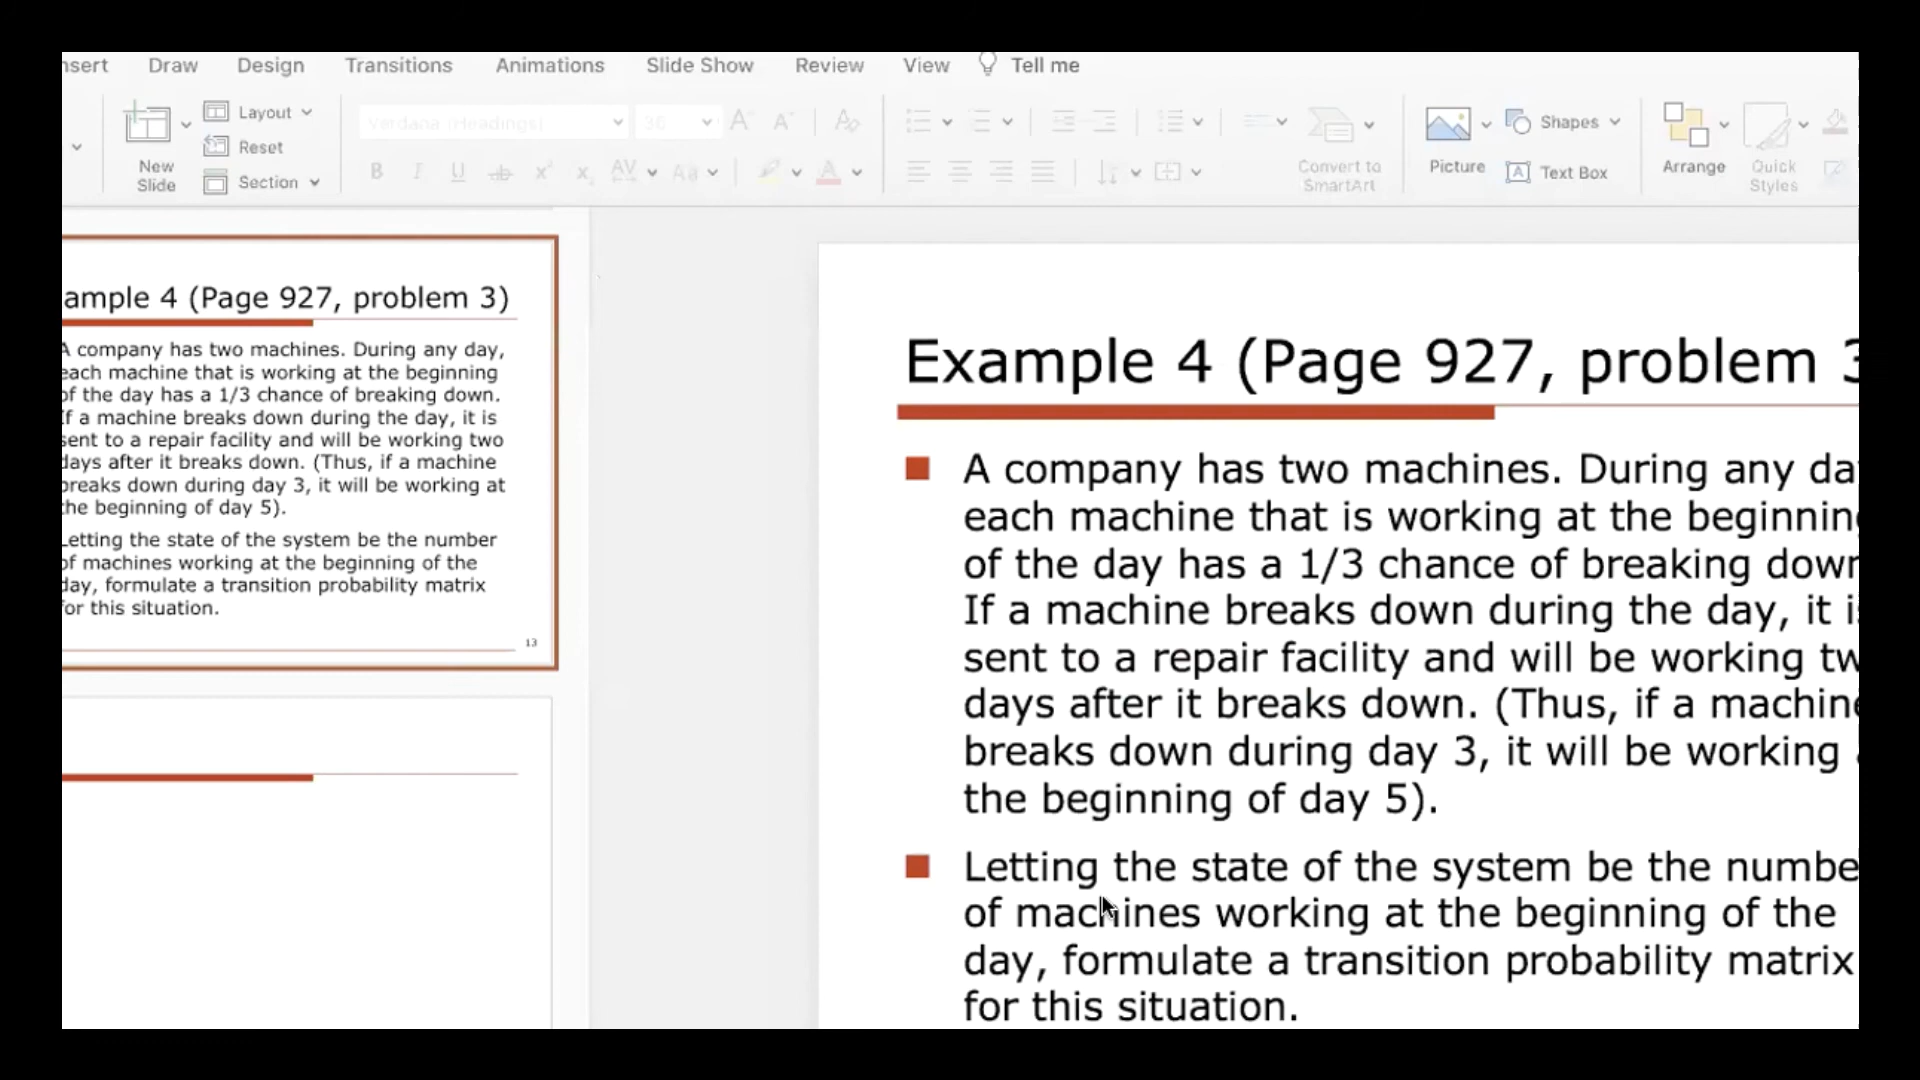 nsert Draw Design Transitions Animations Slide Show Review View Tell me
New Slide
Layout
Reset
Section
Verdana (Headings) 36
Convert to SmartArt
Picture
Shapes
Text Box
Arrange
Quick Styles
ample 4 (Page 927, problem 3)
A company has two machines. During any day,
each machine that is working at the beginning
of the day has a 1/3 chance of breaking down.
If a machine breaks down during the day, it is
sent to a repair facility and will be working two
days after it breaks down. (Thus, if a machine
breaks down during day 3, it will be working at
the beginning of day 5).
Letting the state of the system be the number
of machines working at the beginning of the
day, formulate a transition probability matrix
for this situation.
13
Example 4 (Page 927, problem 3
A company has two machines. During any da
each machine that is working at the beginning
of the day has a 1/3 chance of breaking down
If a machine breaks down during the day, it is
sent to a repair facility and will be working tw
days after it breaks down. (Thus, if a machine
breaks down during day 3, it will be working a
the beginning of day 5).
Letting the state of the system be the numbe
of machines working at the beginning of the
day, formulate a transition probability matrix
for this situation.